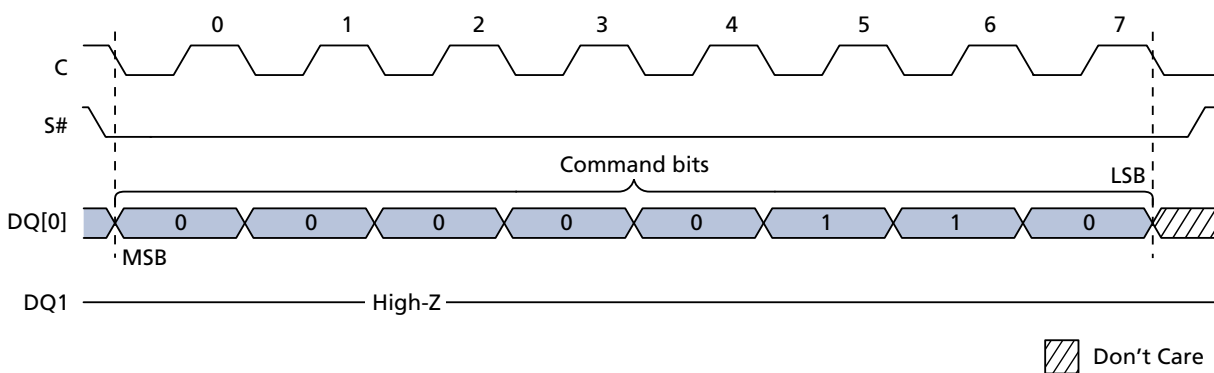 0 1 2 3 4 5 6 7
C
S#
Command bits
LSB
DQ[0] 0 0 0 0 0 1 1 0
MSB
DQ1 High-Z
Don't Care